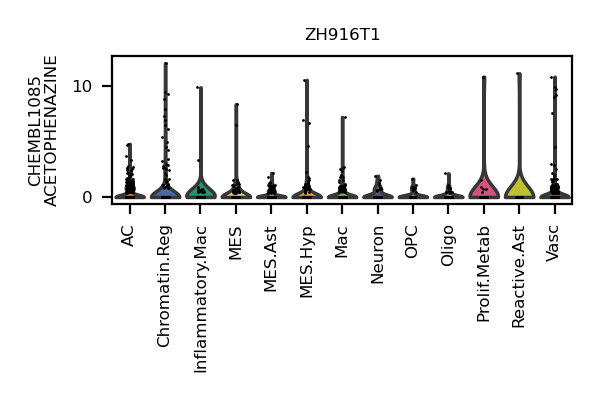 ZH916T1
CHEMBL1085
ACETOPHENAZINE
10
0
AC
Chromatin.Reg
Inflammatory.Mac
MES
MES.Ast
MES.Hyp
Mac
Neuron
OPC
Oligo
Prolif.Metab
Reactive.Ast
Vasc